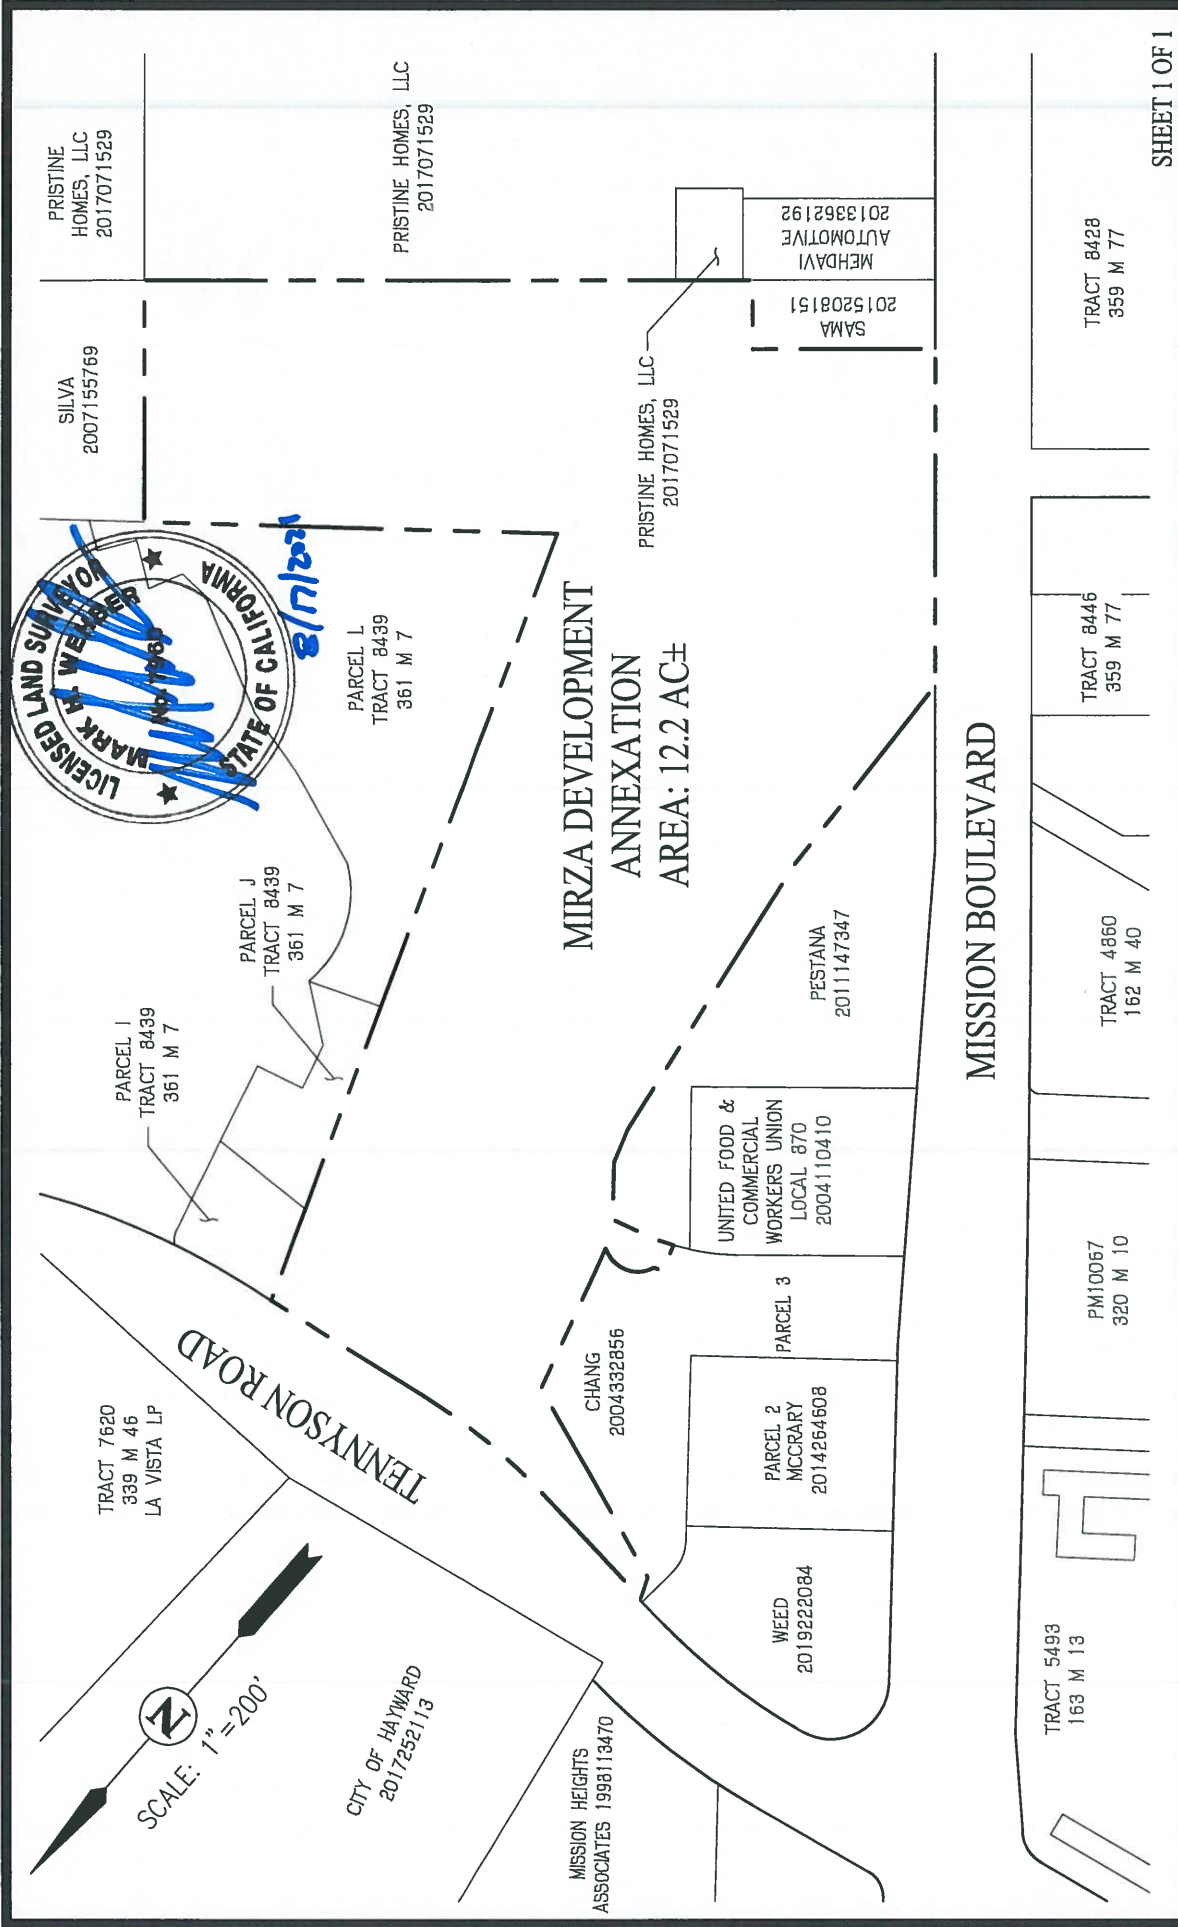 TRACT 7620
339 M 46
LA VISTA LP
TENNYSON ROAD
SCALE: 1"=200'
N
CITY OF HAYWARD
2017252113
MISSION HEIGHTS
ASSOCIATES 1998113470
PARCEL I
TRACT 8439
361 M 7
PARCEL J
TRACT 8439
361 M 7
PARCEL L
TRACT 8439
361 M 7
LICENSED LAND SURVEYOR
MARK H. WEHBER
STATE OF CALIFORNIA
8/17/2021
SILVA
2007155769
PRISTINE
HOMES, LLC
2017071529
PRISTINE HOMES, LLC
2017071529
PRISTINE HOMES, LLC
2017071529
MEHDAVI
AUTOMOTIVE
2013362192
SAMA
2015208151
MIRZA DEVELOPMENT
ANNEXATION
AREA: 12.2 AC±
CHANG
2004332856
WEED
2019222084
PARCEL 2
MCCRARY
2014264608
PARCEL 3
UNITED FOOD &
COMMERCIAL
WORKERS UNION
LOCAL 870
2004110410
PESTANA
2011147347
MISSION BOULEVARD
TRACT 5493
163 M 13
PM10067
320 M 10
TRACT 4860
162 M 40
TRACT 8446
359 M 77
TRACT 8428
359 M 77
SHEET 1 OF 1